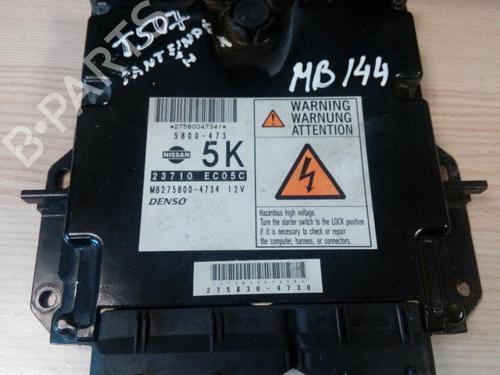 J507
MB 144
*2758004734/*
5800-473
NISSAN
5K
23710 EC05C
MB275800-4734 12V
DENSO
WARNING
WARNUNG
ATTENTION
Hazardous high voltage.
Turn the starter switch to the LOCK position
if it is necessary to check or repair
the computer, harness, or connectors.
275830-4730
B-PARTS